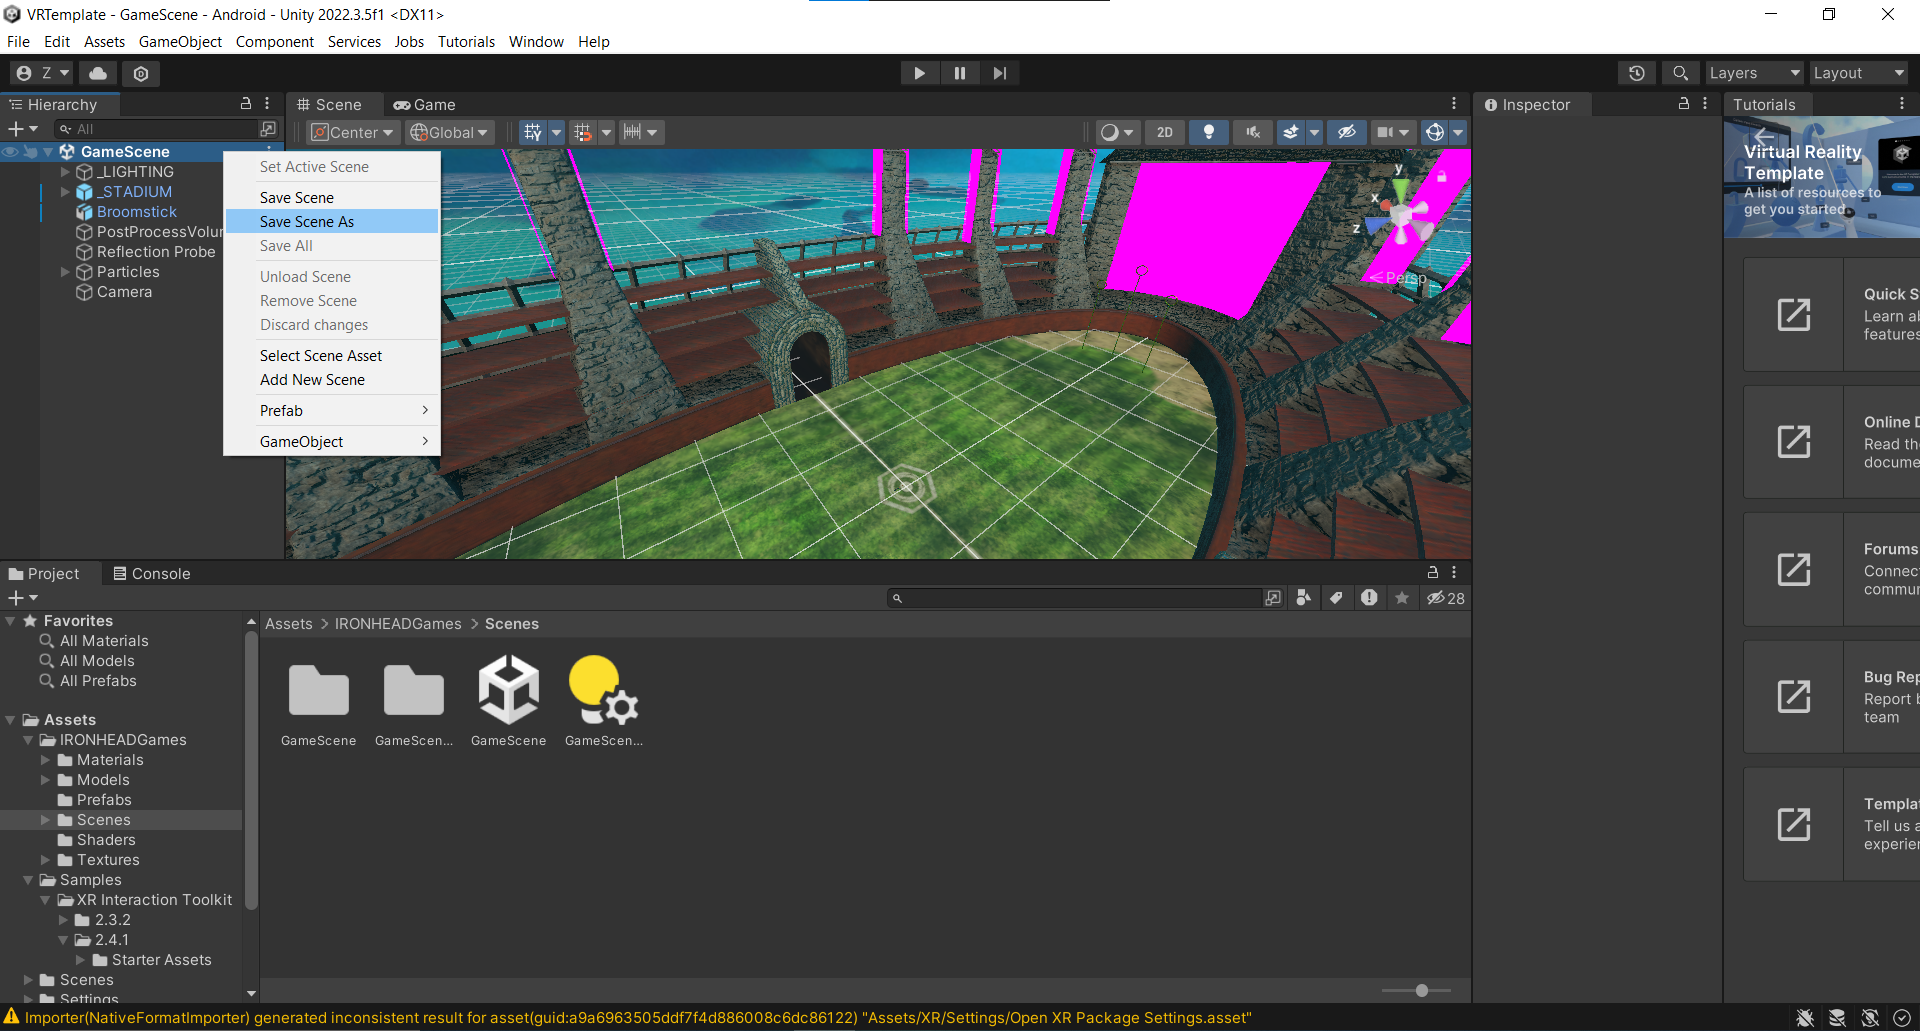 VRTemplate - GameScene - Android - Unity 2022.3.5f1 <DX11>
File Edit Assets GameObject Component Services Jobs Tutorials Window Help
Z
Layers
Layout
Hierarchy
Scene
Game
Inspector
Tutorials
All
Center
Global
2D
GameScene
_LIGHTING
_STADIUM
Broomstick
PostProcessVolu
Reflection Probe
Particles
Camera
Set Active Scene
Save Scene
Save Scene As
Save All
Unload Scene
Remove Scene
Discard changes
Select Scene Asset
Add New Scene
Prefab
GameObject
y
x
z
Persp
Virtual Reality
Template
A list of resources to
get you started
Quick S
Learn ab
features
Online D
Read the
docume
Forums
Connect
commun
Bug Rep
Report b
team
Templat
Tell us a
experien
Project
Console
28
Favorites
All Materials
All Models
All Prefabs
Assets
IRONHEADGames
Materials
Models
Prefabs
Scenes
Shaders
Textures
Samples
XR Interaction Toolkit
2.3.2
2.4.1
Starter Assets
Scenes
Settings
Assets > IRONHEADGames > Scenes
GameScene
GameScen...
GameScene
GameScen...
Importer(NativeFormatImporter) generated inconsistent result for asset(guid:a9a6963505ddf7f4d886008c6dc86122) "Assets/XR/Settings/Open XR Package Settings.asset"